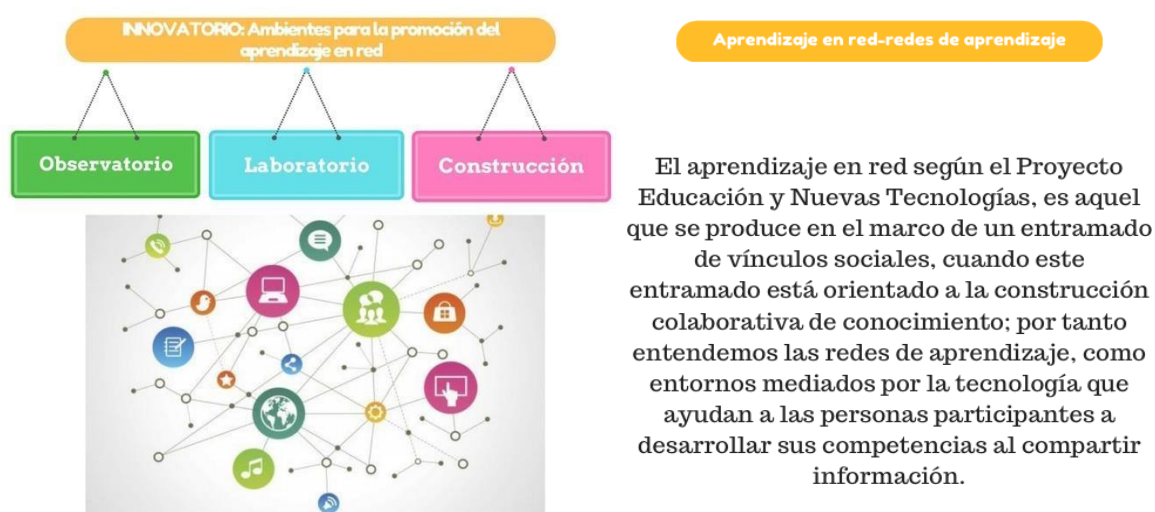 INNOVATORIO: Ambientes para la promoción del
aprendizaje en red
Observatorio
Laboratorio
Construcción
Aprendizaje en red-redes de aprendizaje
El aprendizaje en red según el Proyecto
Educación y Nuevas Tecnologías, es aquel
que se produce en el marco de un entramado
de vínculos sociales, cuando este
entramado está orientado a la construcción
colaborativa de conocimiento; por tanto
entendemos las redes de aprendizaje, como
entornos mediados por la tecnología que
ayudan a las personas participantes a
desarrollar sus competencias al compartir
información.